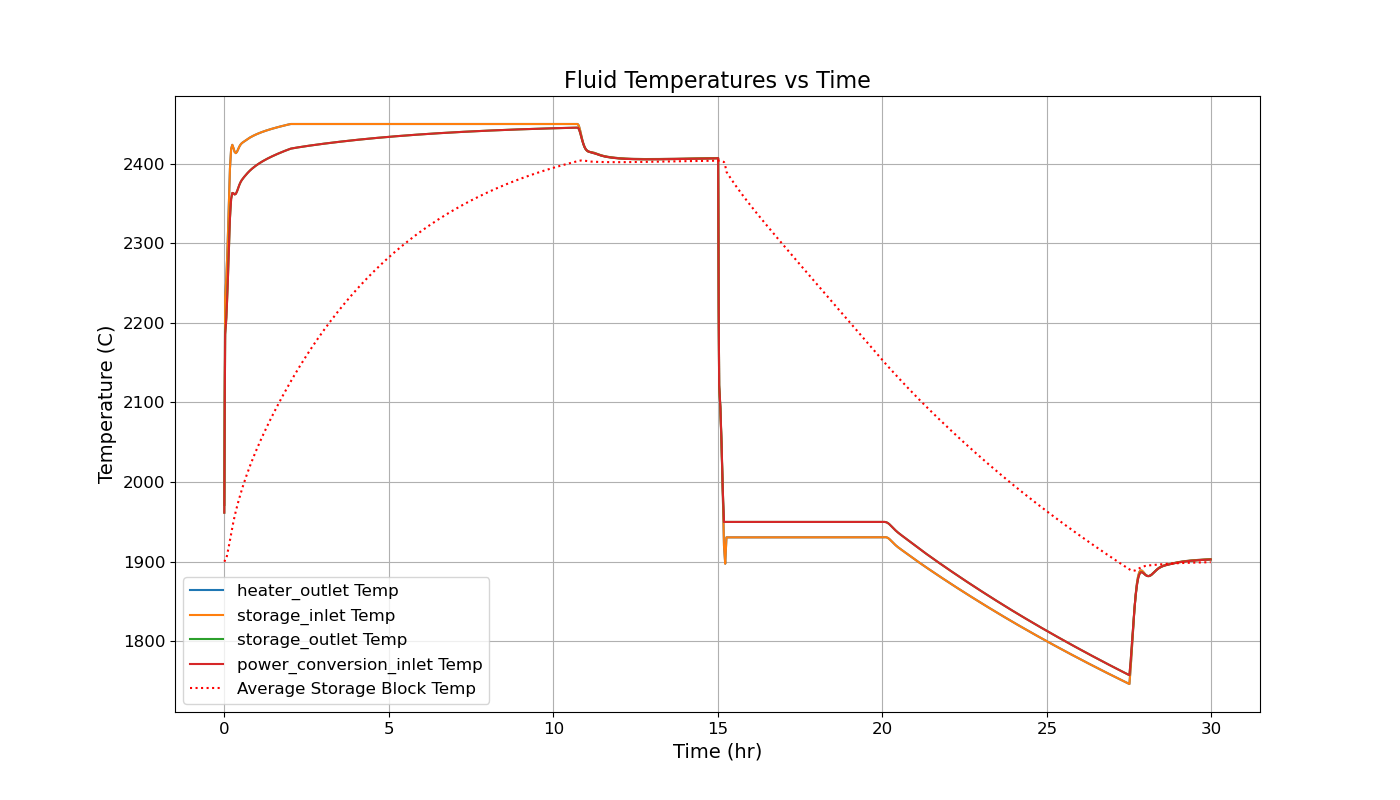 Fluid Temperatures vs Time
Temperature (C)
2400
2300
2200
2100
2000
1900
1800
heater_outlet Temp
storage_inlet Temp
storage_outlet Temp
power_conversion_inlet Temp
Average Storage Block Temp
0 5 10 15 20 25 30
Time (hr)